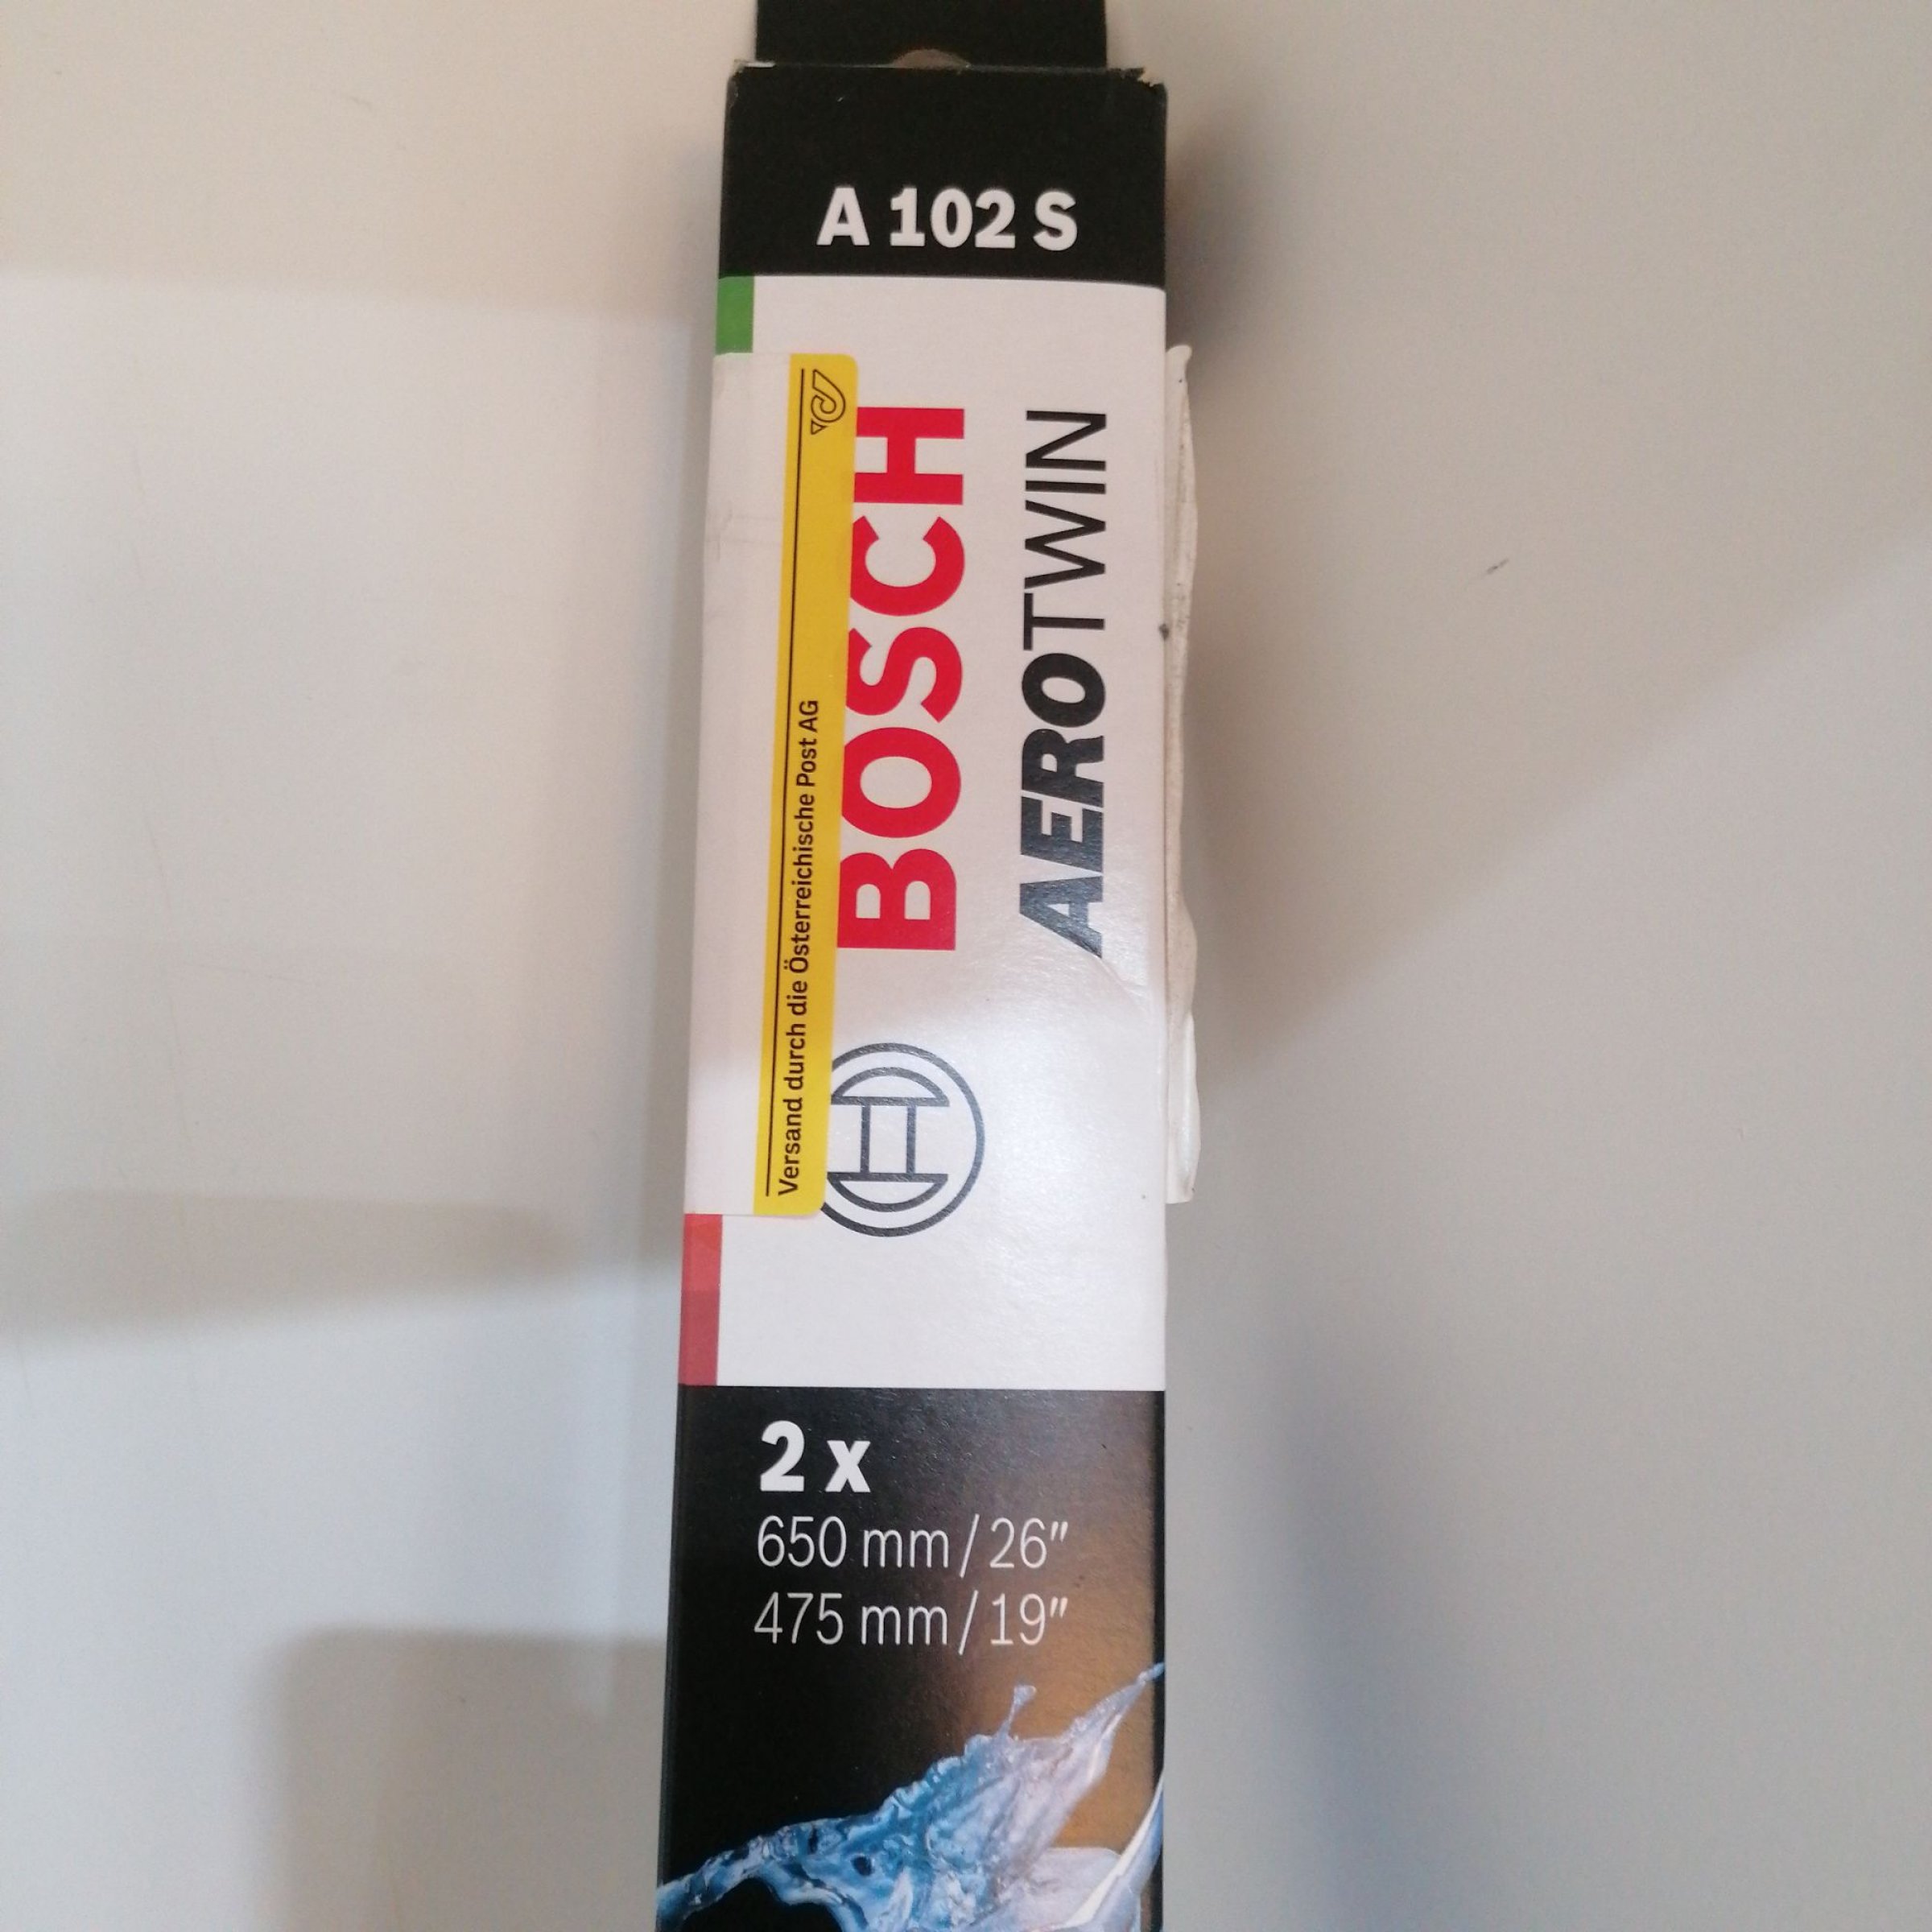 A 102 S
BOSCH
AEROTWIN
Versand durch die Österreichische Post AG
2 x
650 mm / 26"
475 mm / 19"